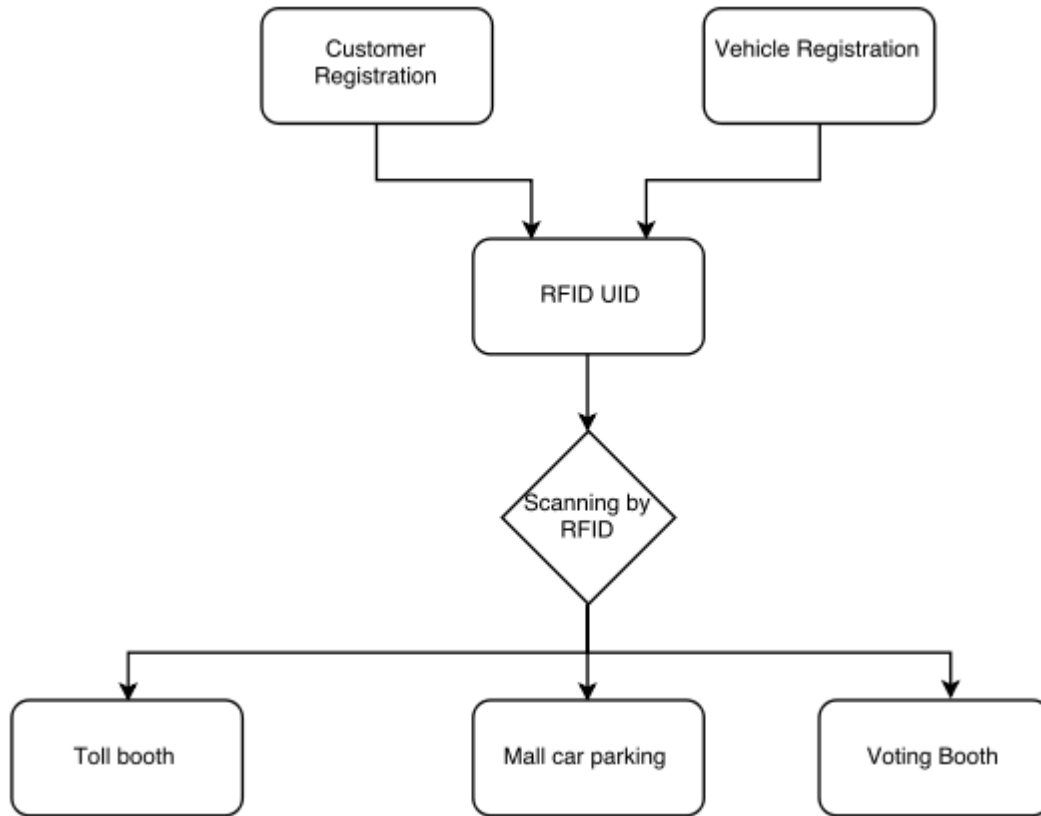 Customer
Registration
Vehicle Registration
RFID UID
Scanning by
RFID
Toll booth
Mall car parking
Voting Booth